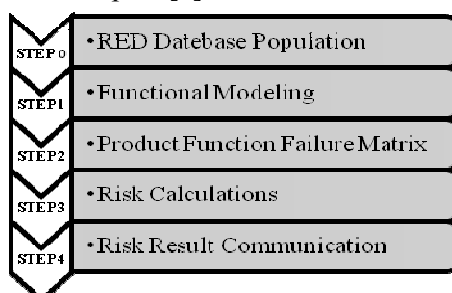 STEP 0
•RED Datebase Population
STEP1
•Functional Modeling
STEP2
•Product Function Failure Matrix
STEP3
•Risk Calculations
STEP4
•Risk Result Communication